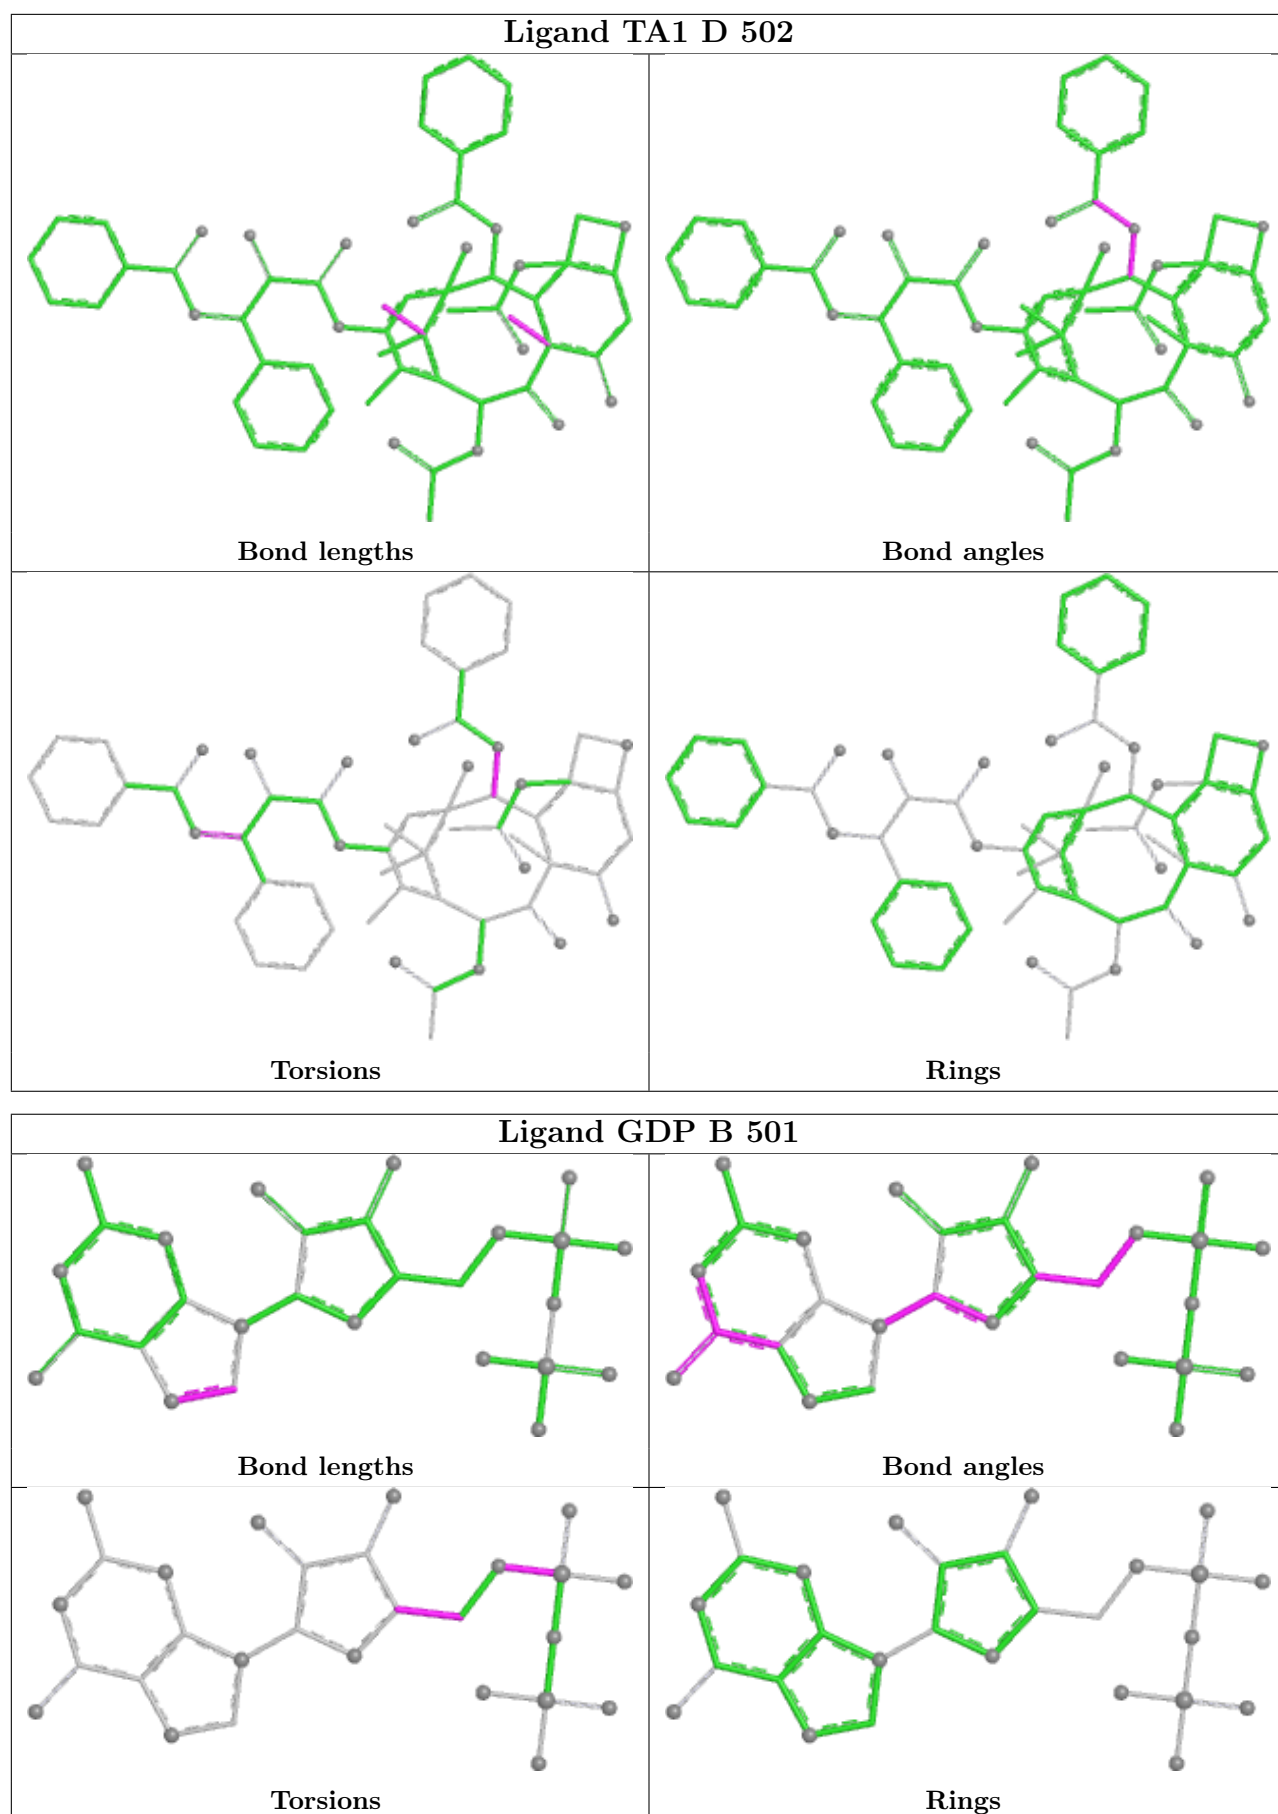 Ligand TA1 D 502
Bond lengths
Bond angles
Torsions
Rings
Ligand GDP B 501
Bond lengths
Bond angles
Torsions
Rings